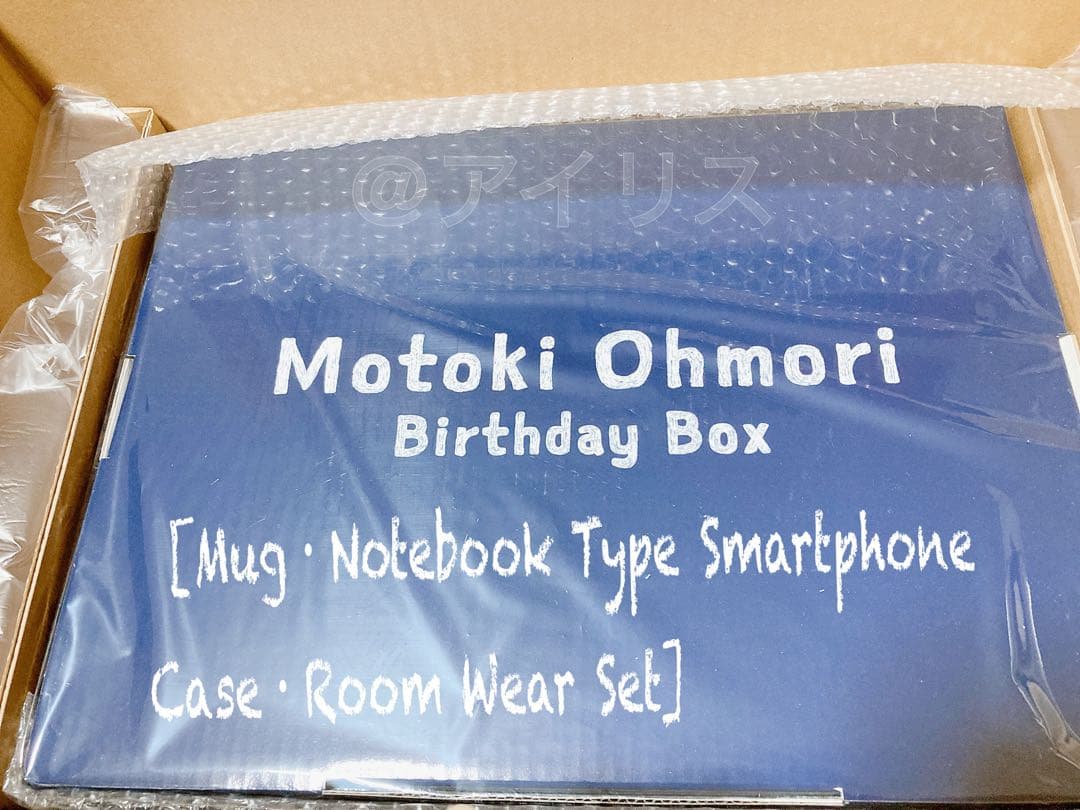 @アイリス
Motoki Ohmori
Birthday Box
[Mug・Notebook Type Smartphone
Case・Room Wear Set]